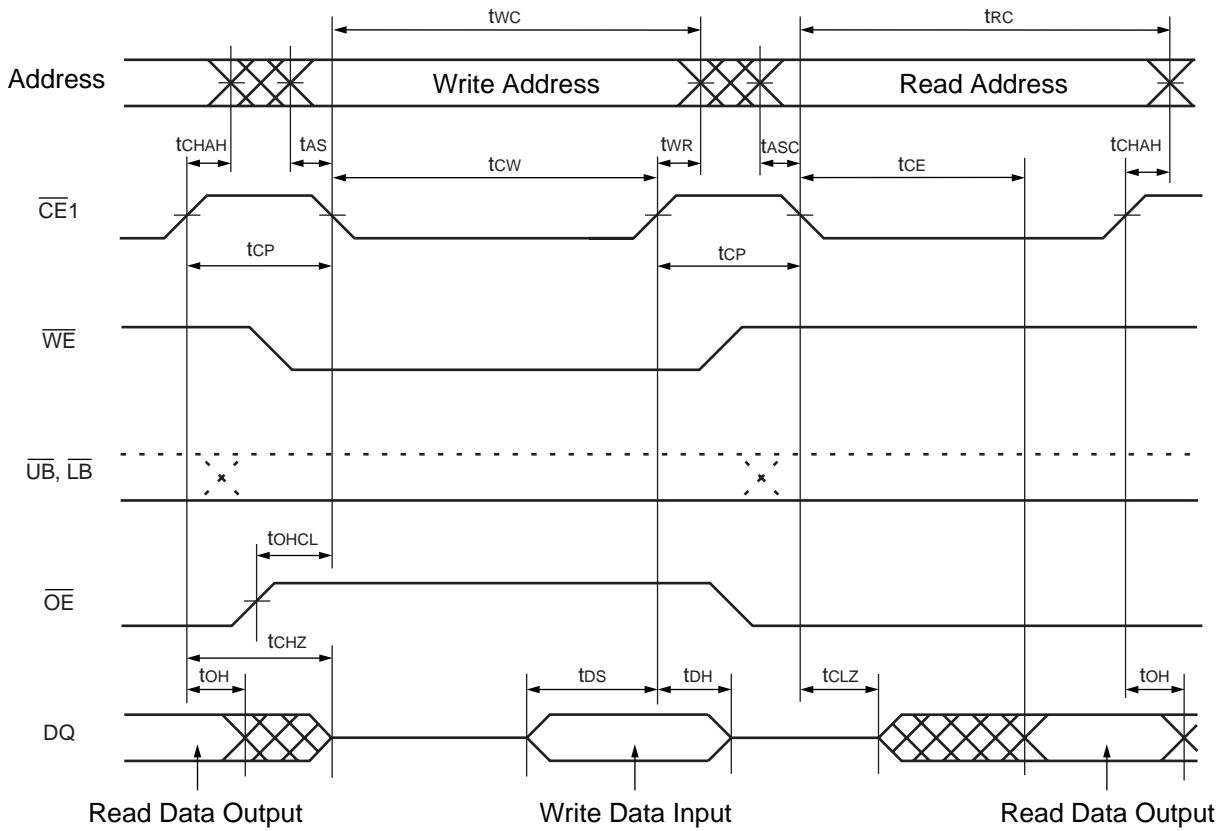 tWC tRC
Address Write Address Read Address
tCHAH tAS tCW tWR tASC tCE tCHAH
CE1
tCP tCP
WE
UB, LB
tOHCL
OE
tCHZ
tOH tDS tDH tCLZ tOH
DQ
Read Data Output Write Data Input Read Data Output